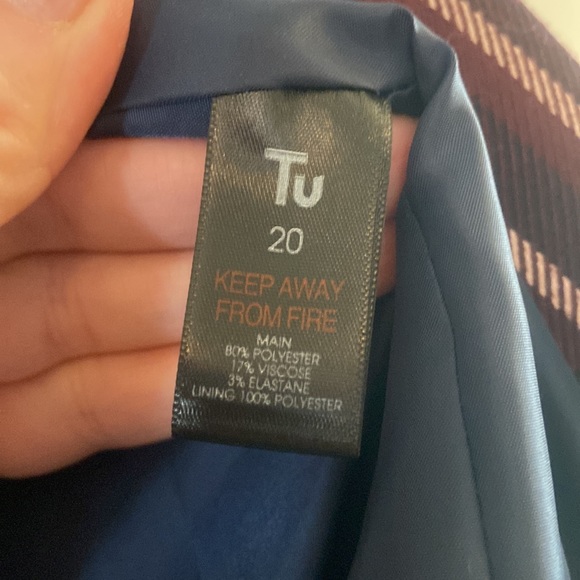 Tu
20
KEEP AWAY
FROM FIRE
MAIN
80% POLYESTER
17% VISCOSE
3% ELASTANE
LINING 100% POLYESTER